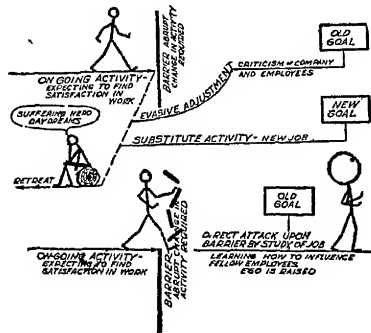 OLD
GOAL
BARRIER ABRUPT
CHANGE IN ACTIVITY
REQUIRED
CRITICISM OF COMPANY
AND EMPLOYEES
ON GOING ACTIVITY-
EXPECTING TO FIND
SATISFACTION IN
WORK
EVASIVE ADJUSTMENT
NEW
GOAL
SUFFERING HERO
DAYDREAMS
SUBSTITUTE ACTIVITY - NEW JOB
RETREAT
OLD
GOAL
BARRIER-
ABRUPT CHANGE IN
ACTIVITY REQUIRED
DIRECT ATTACK UPON
BARRIER BY STUDY OF JOB
ON-GOING ACTIVITY-
EXPECTING TO FIND
SATISFACTION IN WORK
LEARNING HOW TO INFLUENCE
FELLOW EMPLOYEES
EGO IS RAISED